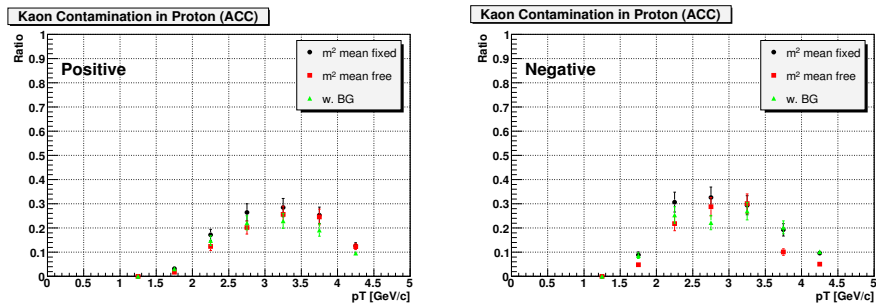 Kaon Contamination in Proton (ACC)
Ratio
1
0.9
0.8
0.7
0.6
0.5
0.4
0.3
0.2
0.1
0
Positive
m² mean fixed
m² mean free
w. BG
0 0.5 1 1.5 2 2.5 3 3.5 4 4.5 5
pT [GeV/c]
Kaon Contamination in Proton (ACC)
Ratio
1
0.9
0.8
0.7
0.6
0.5
0.4
0.3
0.2
0.1
0
Negative
m² mean fixed
m² mean free
w. BG
0 0.5 1 1.5 2 2.5 3 3.5 4 4.5 5
pT [GeV/c]